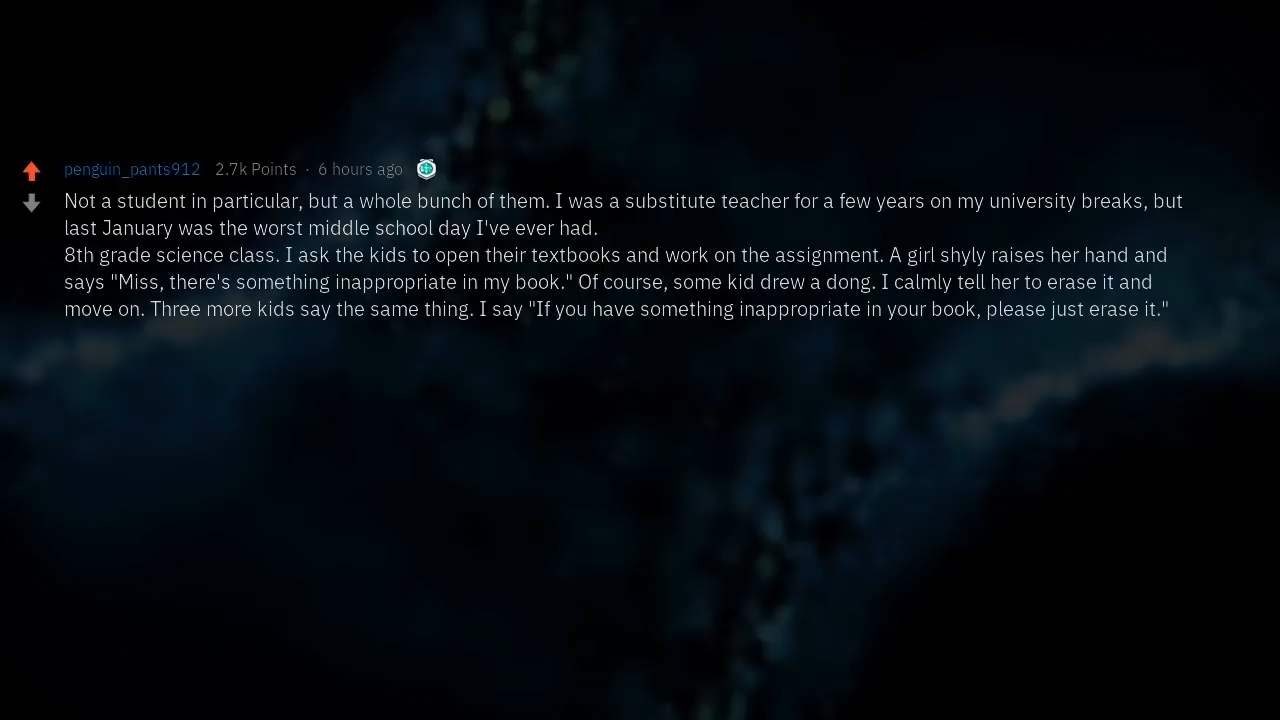 penguin_pants912 2.7k Points · 6 hours ago
Not a student in particular, but a whole bunch of them. I was a substitute teacher for a few years on my university breaks, but
last January was the worst middle school day I've ever had.
8th grade science class. I ask the kids to open their textbooks and work on the assignment. A girl shyly raises her hand and
says "Miss, there's something inappropriate in my book." Of course, some kid drew a dong. I calmly tell her to erase it and
move on. Three more kids say the same thing. I say "If you have something inappropriate in your book, please just erase it."